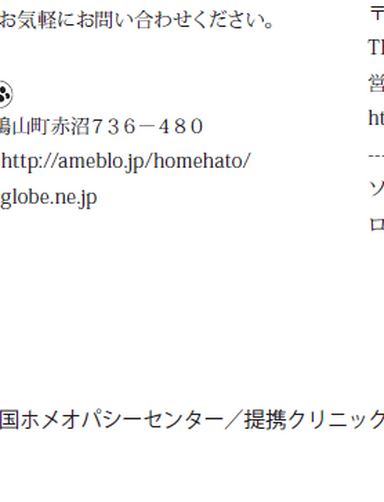 お気軽にお問い合わせください。
鳩山町赤沼７３６－４８０
http://ameblo.jp/homehato/
globe.ne.jp
〒
営
ht
---
ソ
ロ
国ホメオパシーセンター／提携クリニック